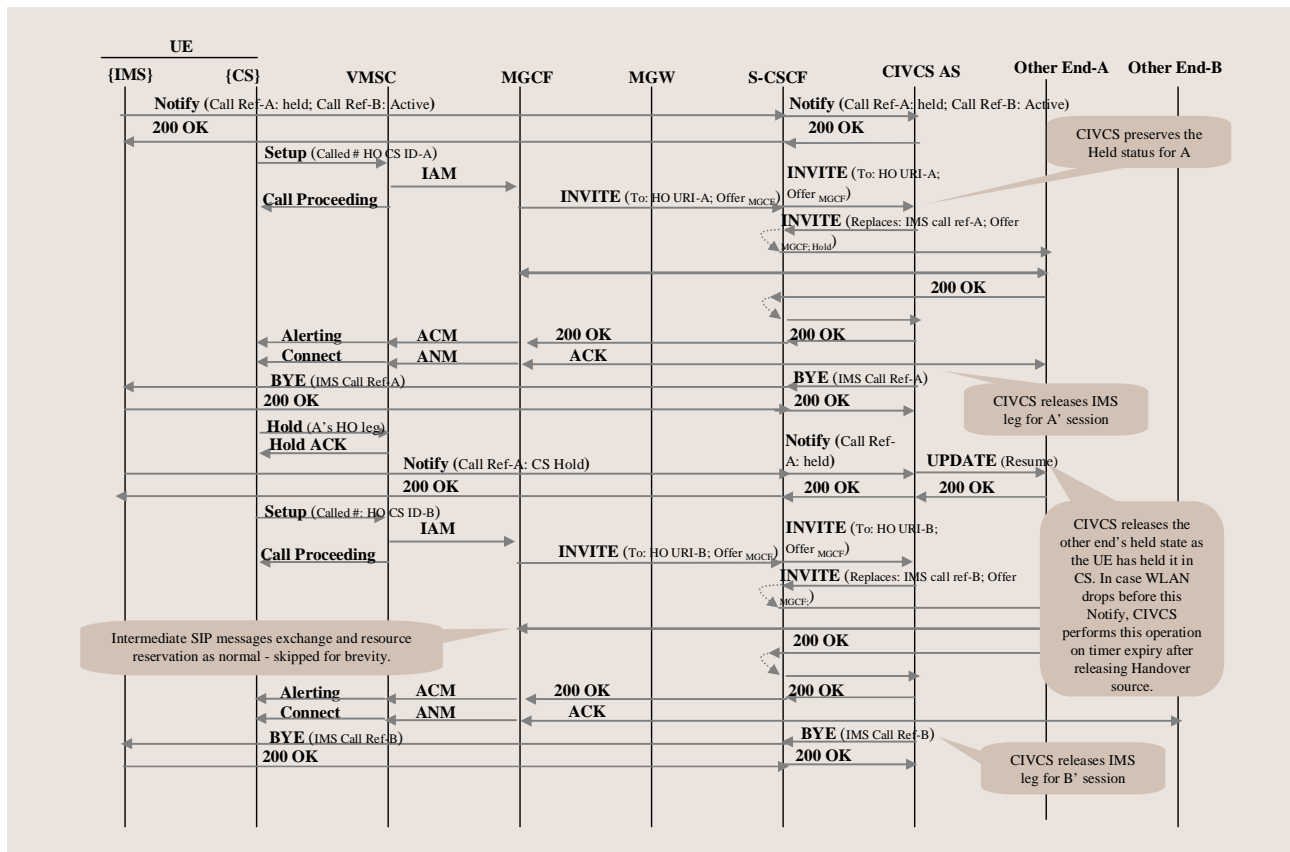 UE
{IMS} {CS} VMSC MGCF MGW S-CSCF CIVCS AS Other End-A Other End-B
Notify (Call Ref-A: held; Call Ref-B: Active) Notify (Call Ref-A: held; Call Ref-B: Active)
200 OK 200 OK
CIVCS preserves the
Held status for A
Setup (Called # HO CS ID-A)
IAM
INVITE (To: HO URI-A;
Offer MGCF)
Call Proceeding INVITE (To: HO URI-A; Offer MGCF)
INVITE (Replaces: IMS call ref-A; Offer
MGCF; Hold)
200 OK
Alerting ACM 200 OK 200 OK
Connect ANM ACK
BYE (IMS Call Ref-A) BYE (IMS Call Ref-A)
200 OK 200 OK
CIVCS releases IMS
leg for A' session
Hold (A's HO leg)
Hold ACK
Notify (Call Ref-
A: held)
Notify (Call Ref-A: CS Hold) UPDATE (Resume)
200 OK 200 OK 200 OK
Setup (Called #: HO CS ID-B)
IAM
INVITE (To: HO URI-B;
Offer MGCF)
Call Proceeding INVITE (To: HO URI-B; Offer MGCF)
INVITE (Replaces: IMS call ref-B; Offer
MGCF;)
CIVCS releases the
other end's held state as
the UE has held it in
CS. In case WLAN
drops before this
Notify, CIVCS
performs this operation
on timer expiry after
releasing Handover
source.
Intermediate SIP messages exchange and resource
reservation as normal - skipped for brevity.
200 OK
Alerting ACM 200 OK 200 OK
Connect ANM ACK
BYE (IMS Call Ref-B) BYE (IMS Call Ref-B)
200 OK 200 OK
CIVCS releases IMS
leg for B' session